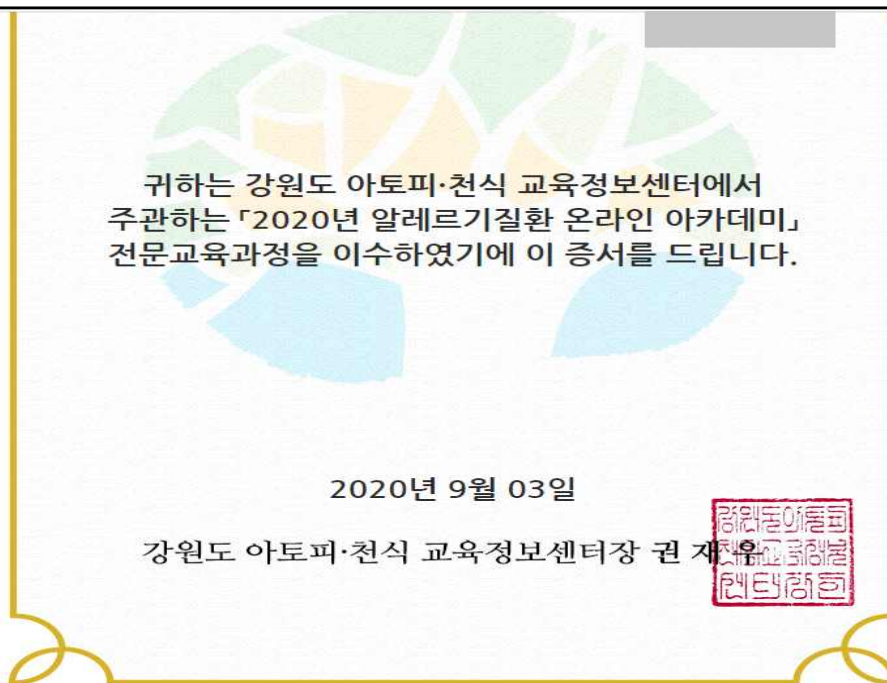 귀하는 강원도 아토피·천식 교육정보센터에서
주관하는 「2020년 알레르기질환 온라인 아카데미」
전문교육과정을 이수하였기에 이 증서를 드립니다.
2020년 9월 03일
강원도 아토피·천식 교육정보센터장 권 재 우